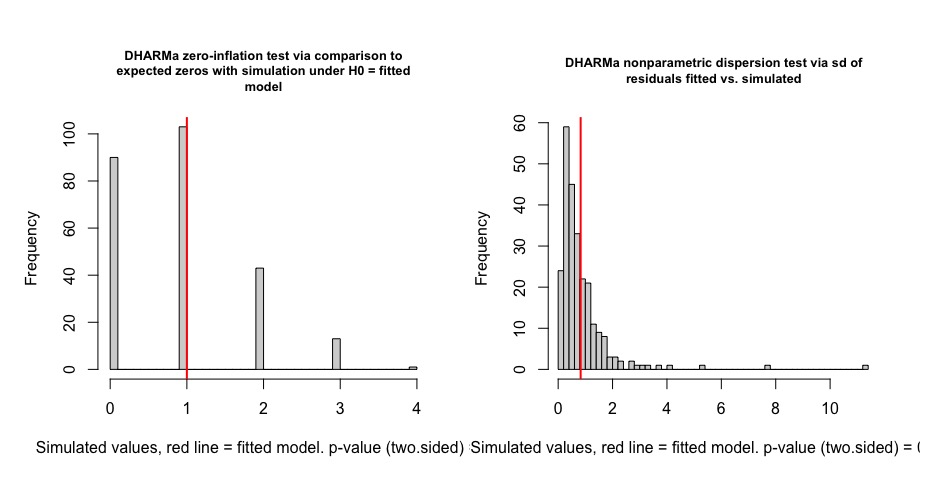 DHARMa zero-inflation test via comparison to
expected zeros with simulation under H0 = fitted
model
Frequency
100
80
60
40
20
0
0 1 2 3 4
Simulated values, red line = fitted model. p-value (two.sided)
DHARMa nonparametric dispersion test via sd of
residuals fitted vs. simulated
Frequency
60
50
40
30
20
10
0
0 2 4 6 8 10
Simulated values, red line = fitted model. p-value (two.sided) =